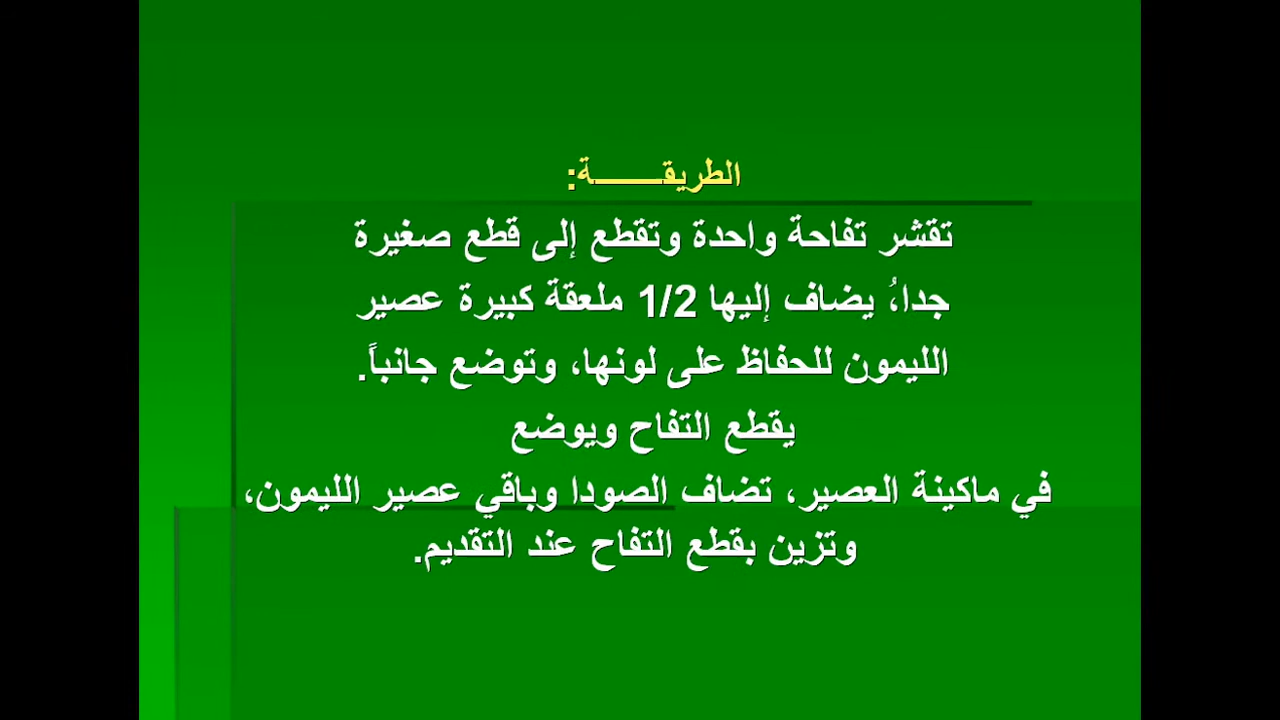 الطريقـــــــة:
تقشر تفاحة واحدة وتقطع إلى قطع صغيرة
جدا،ُ يضاف إليها 1/2 ملعقة كبيرة عصير
الليمون للحفاظ على لونها، وتوضع جانباً.
يقطع التفاح ويوضع
في ماكينة العصير، تضاف الصودا وباقي عصير الليمون،
وتزين بقطع التفاح عند التقديم.